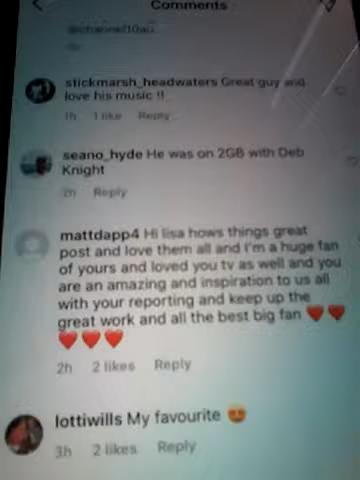 Comments
@channel10au
stickmarsh_headwaters Great guy and
love his music !!
1h 1 like Reply
seano_hyde He was on 2GB with Deb
Knight
2h Reply
mattdapp4 Hi lisa hows things great
post and love them all and I'm a huge fan
of yours and loved you tv as well and you
are an amazing and inspiration to us all
with your reporting and keep up the
great work and all the best big fan ❤️❤️
❤️❤️❤️
2h 2 likes Reply
lottiwills My favourite 🤩
3h 2 likes Reply